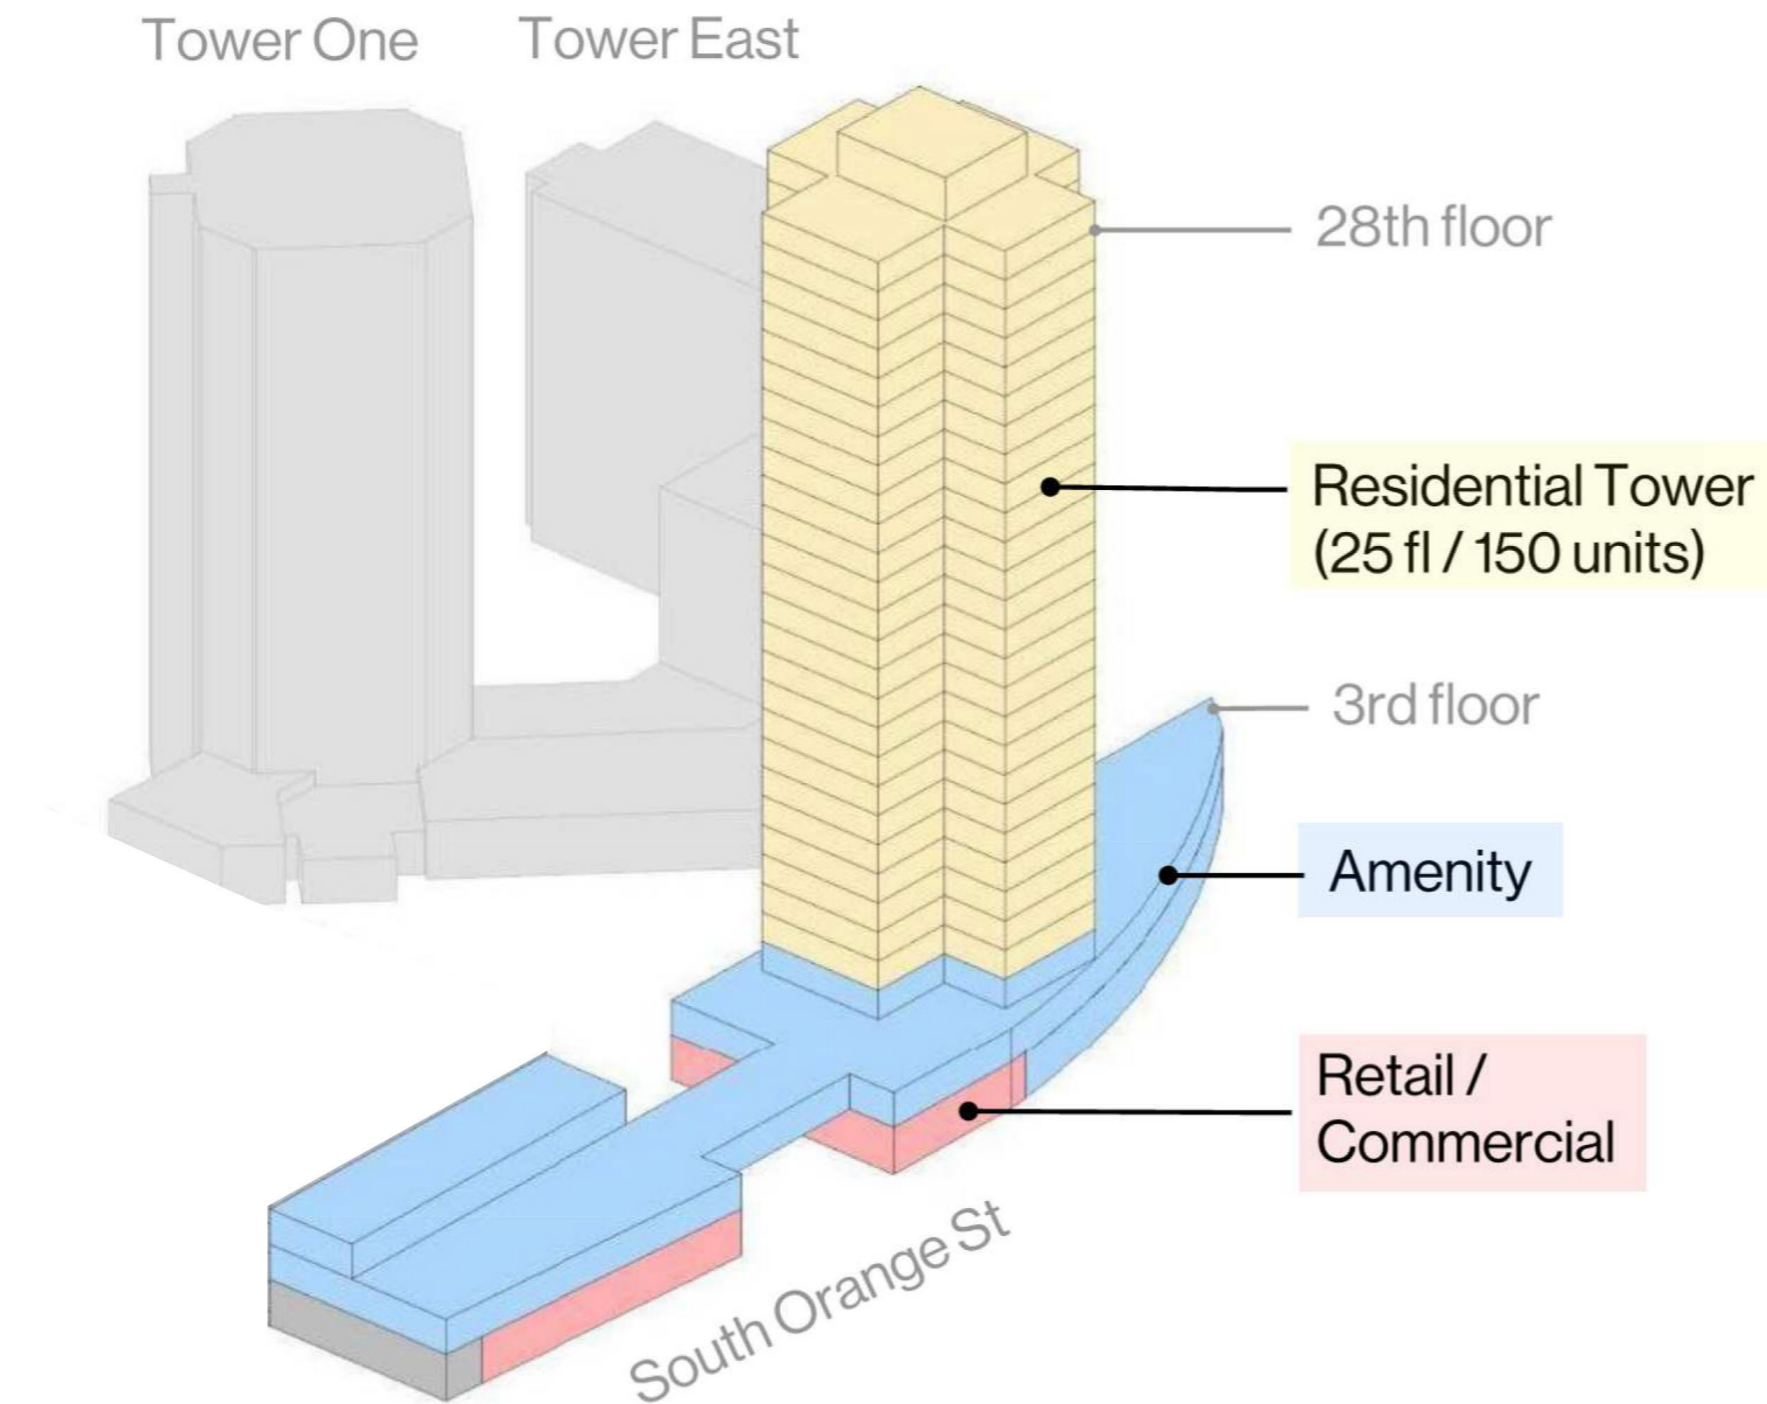 Tower One
Tower East
28th floor
Residential Tower
(25 fl / 150 units)
3rd floor
Amenity
Retail /
Commercial
South Orange St